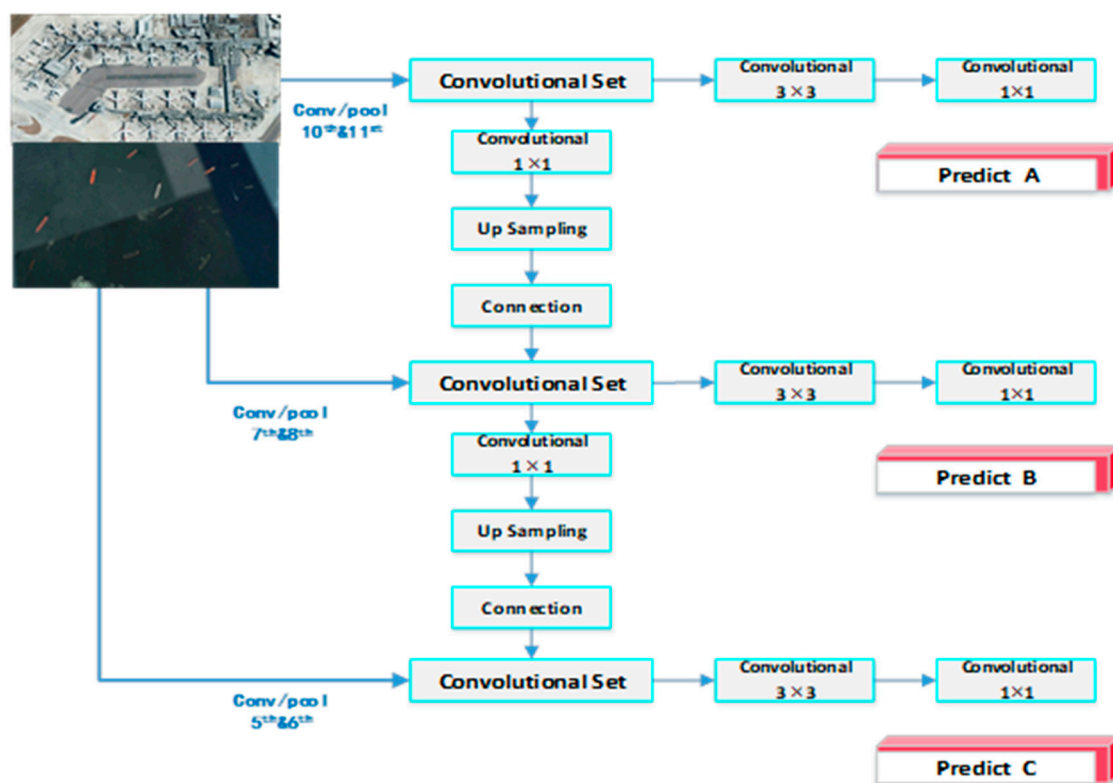 Convolutional Set
Convolutional
3×3
Convolutional
1×1
Conv/pool
10th&11st
Convolutional
1×1
Predict A
Up Sampling
Connection
Convolutional Set
Convolutional
3×3
Convolutional
1×1
Conv/pool
7th&8th
Convolutional
1×1
Predict B
Up Sampling
Connection
Convolutional Set
Convolutional
3×3
Convolutional
1×1
Conv/pool
5th&6th
Predict C